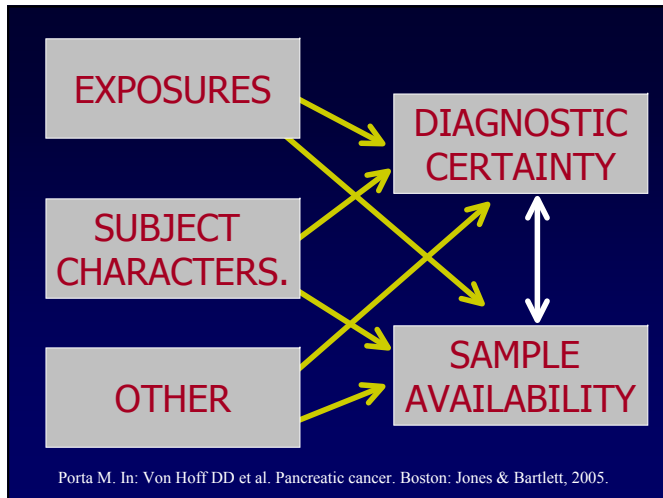 EXPOSURES
SUBJECT
CHARACTERS.
OTHER
DIAGNOSTIC
CERTAINTY
SAMPLE
AVAILABILITY
Porta M. In: Von Hoff DD et al. Pancreatic cancer. Boston: Jones & Bartlett, 2005.